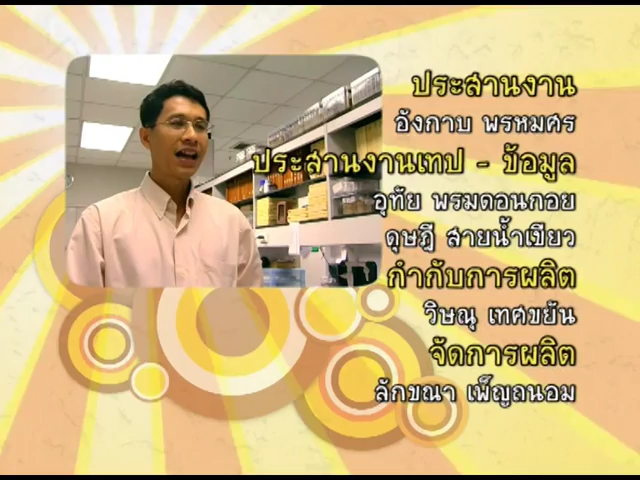 ประสานงาน
อังกาบ พรหมศร
ประสานงานเทป - ข้อมูล
อุทัย พรมดอนกอย
ดุษฎี สายน้ำเขียว
กำกับการผลิต
วิษณุ เทศขยัน
จัดการผลิต
ลักขณา เพ็ญถนอม